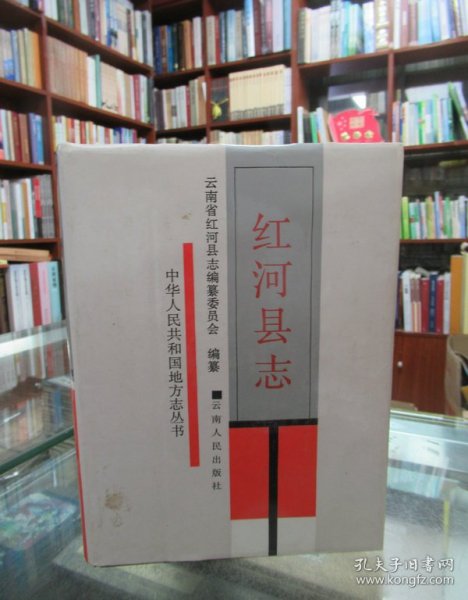 红河县志
云南省红河县志编纂委员会 编纂
云南人民出版社
中华人民共和国地方志丛书
孔夫子旧书网
www.kongfz.com